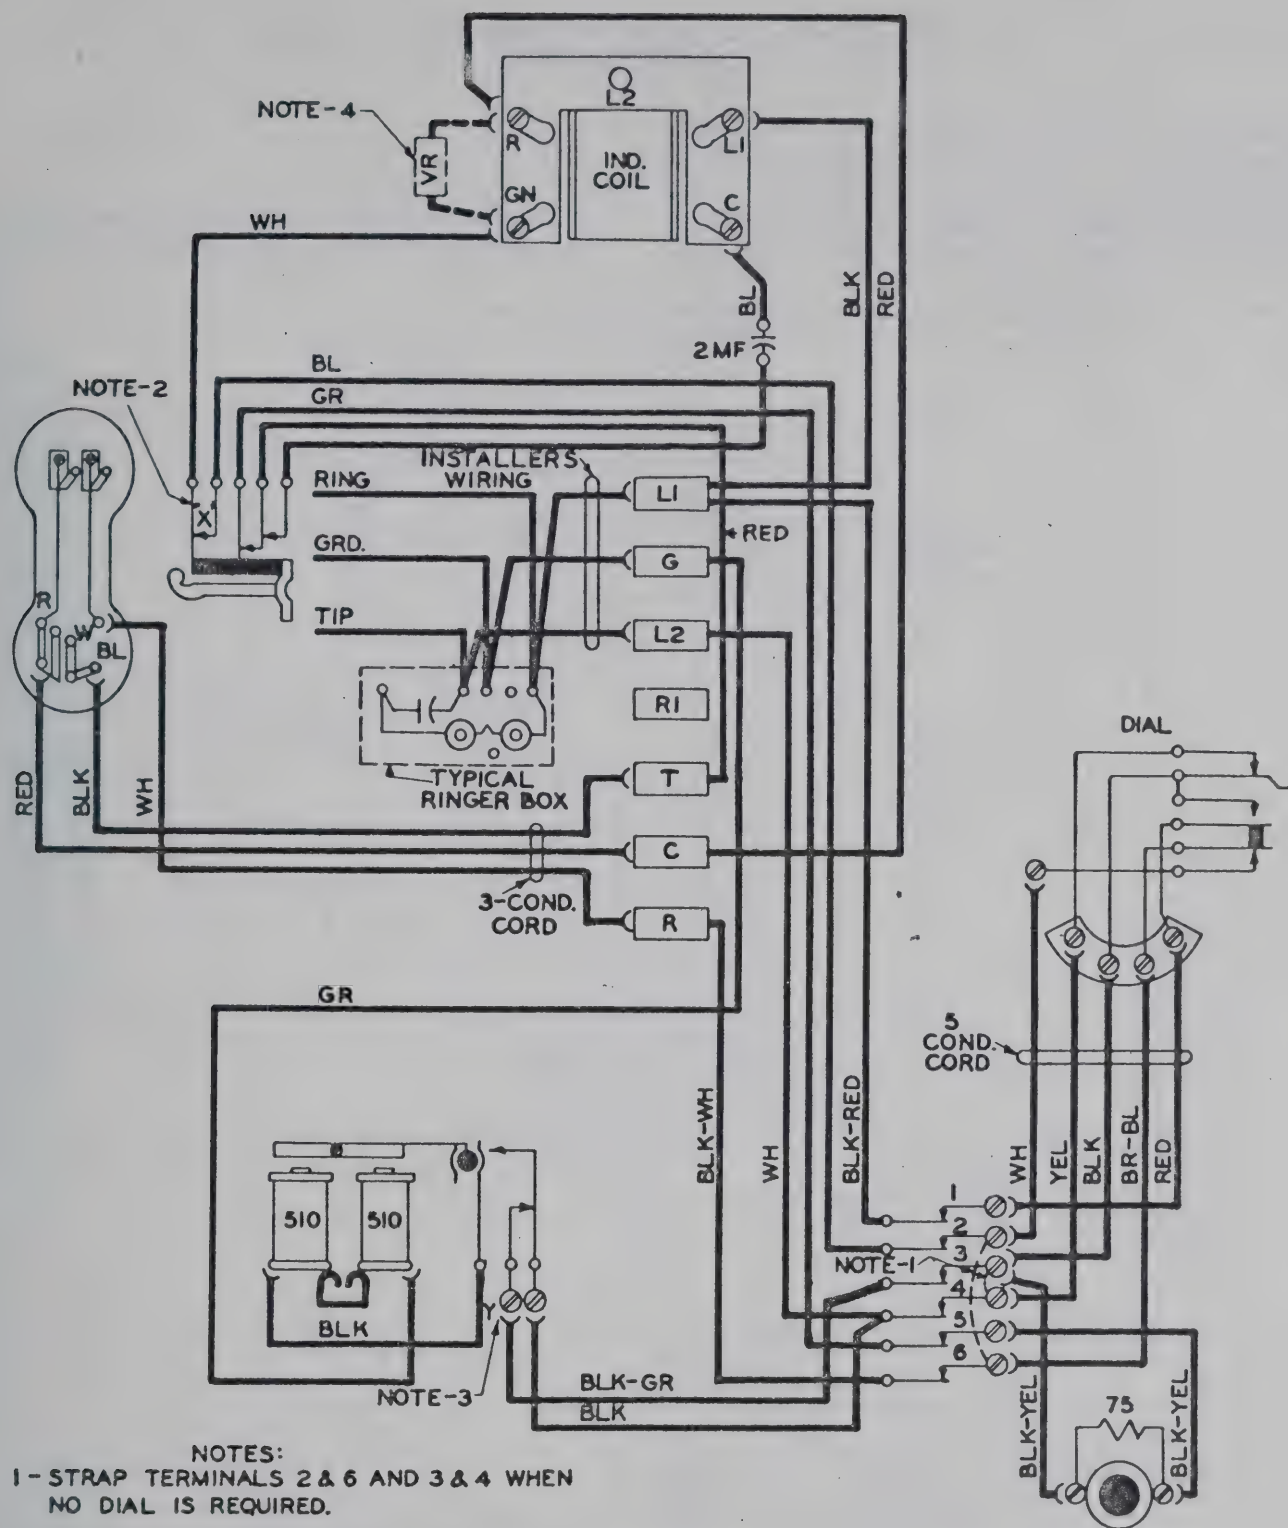 L2
NOTE-4
R
L1
VR
IND.
COIL
GN
C
WH
BLK
RED
BL
2MF
BL
NOTE-2
GR
INSTALLERS
WIRING
RING
L1
X
RED
GRD.
G
R
TIP
L2
W
BL
R1
DIAL
TYPICAL
RINGER BOX
T
RED
BLK
WH
C
3-COND.
CORD
R
GR
5
COND.
CORD
BLK-WH
WH
BLK-RED
WH
YEL
BLK
BR-BL
RED
1
510
510
2
3
NOTE-1
4
Y
5
BLK
6
NOTE-3
BLK-GR
BLK
BLK-YEL
75
BLK-YEL
NOTES:
1-STRAP TERMINALS 2 & 6 AND 3 & 4 WHEN
NO DIAL IS REQUIRED.